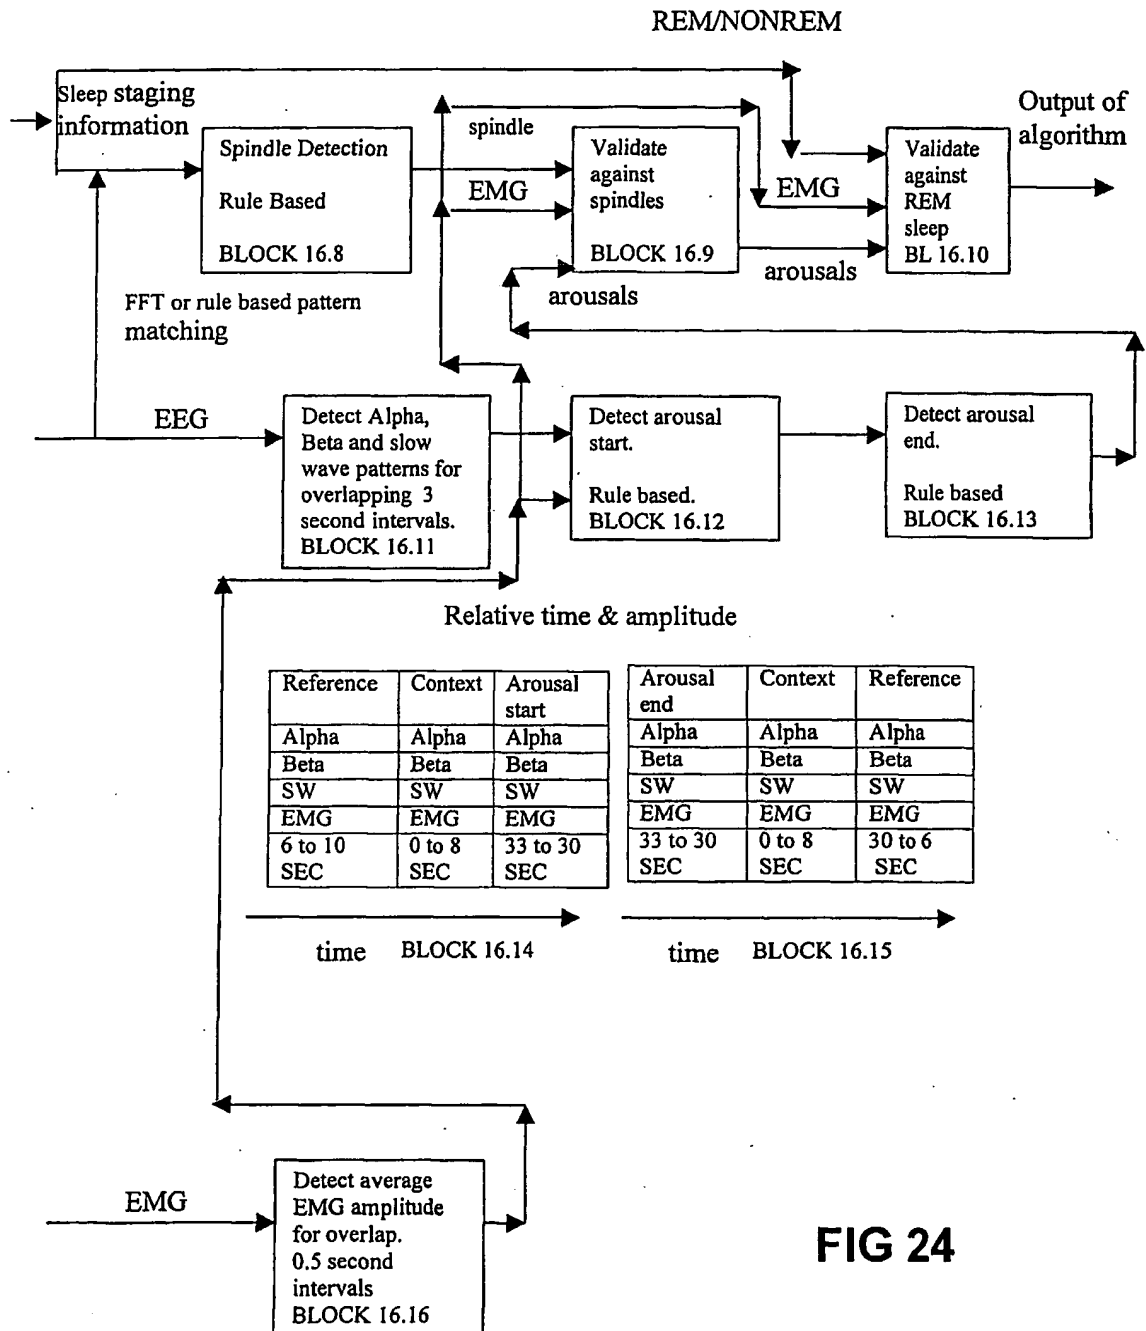 REM/NONREM
Sleep staging
information
Output of
algorithm
Spindle Detection
Rule Based
BLOCK 16.8
spindle
EMG
Validate
against
spindles
BLOCK 16.9
EMG
Validate
against
REM
sleep
BL 16.10
arousals
arousals
FFT or rule based pattern
matching
EEG
Detect Alpha,
Beta and slow
wave patterns for
overlapping 3
second intervals.
BLOCK 16.11
Detect arousal
start.
Rule based.
BLOCK 16.12
Detect arousal
end.
Rule based
BLOCK 16.13
Relative time & amplitude
Reference Context Arousal
start
Alpha Alpha Alpha
Beta Beta Beta
SW SW SW
EMG EMG EMG
6 to 10 0 to 8 33 to 30
SEC SEC SEC
time BLOCK 16.14
Arousal Context Reference
end
Alpha Alpha Alpha
Beta Beta Beta
SW SW SW
EMG EMG EMG
33 to 30 0 to 8 30 to 6
SEC SEC SEC
time BLOCK 16.15
EMG
Detect average
EMG amplitude
for overlap.
0.5 second
intervals
BLOCK 16.16
FIG 24